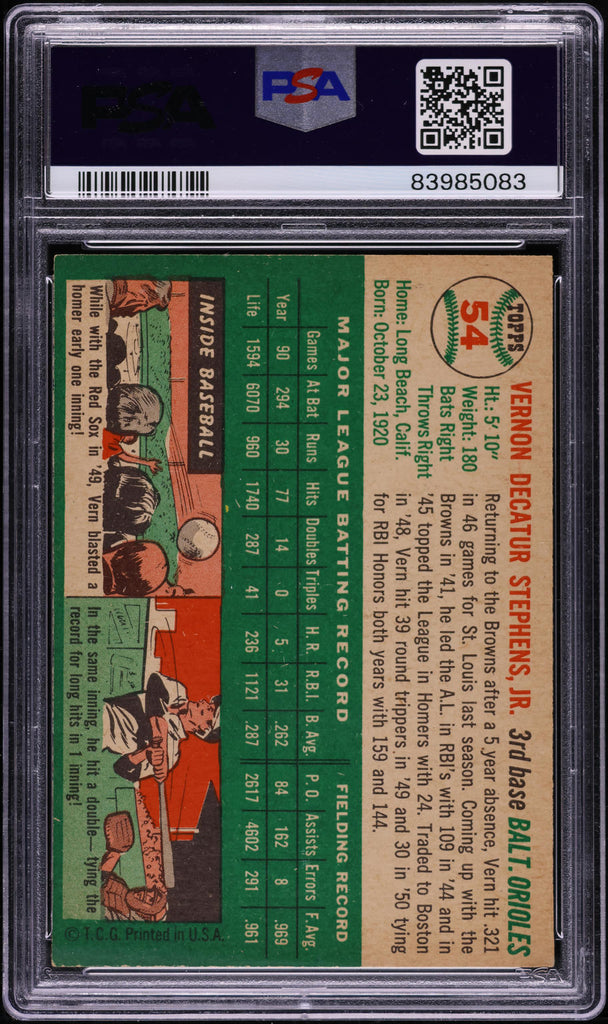 PSA
PSA
83985083
TOPPS
54
VERNON DECATUR STEPHENS, JR. 3rd base BALT. ORIOLES
Ht.: 5' 10"
Weight: 180
Bats Right
Throws Right
Home: Long Beach, Calif.
Born: October 23, 1920
Returning to the Browns after a 5 year absence, Vern hit .321
in 46 games for St. Louis last season. Coming up with the
Browns in '41, he led the A.L. in RBI's with 109 in '44 and in
'45 topped the League in Homers with 24. Traded to Boston
in '48, Vern hit 39 round trippers in '49 and 30 in '50 tying
for RBI Honors both years with 159 and 144.
MAJOR LEAGUE BATTING RECORD FIELDING RECORD
Games At Bat Runs Hits Doubles Triples H.R. R.B.I. B. Avg. P.O. Assists Errors F. Avg.
Year 90 294 30 77 14 0 5 31 .262 84 162 8 .969
Life 1594 6070 960 1740 287 41 236 1121 .287 2617 4602 291 .961
INSIDE BASEBALL
While with the Red Sox in '49, Vern blasted a
homer early one inning!
In the same inning, he hit a double— tying the
record for long hits in 1 inning!
© T.C.G. Printed in U.S.A.
PSA